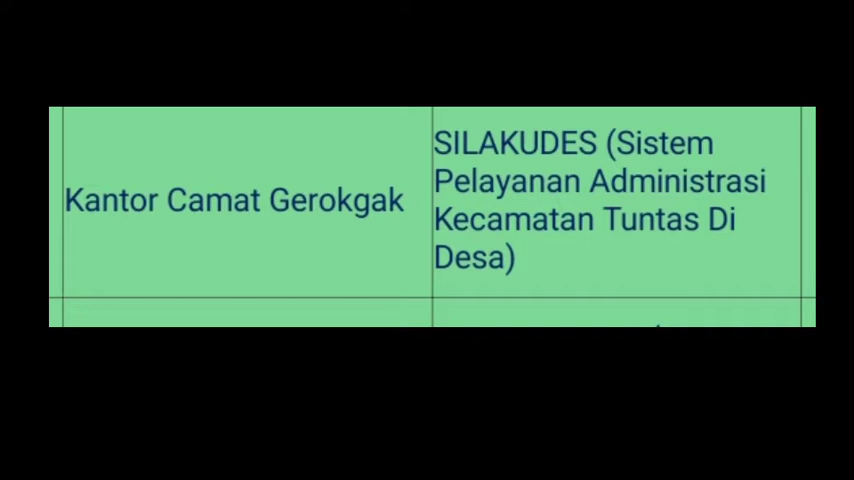 Kantor Camat Gerokgak
SILAKUDES (Sistem
Pelayanan Administrasi
Kecamatan Tuntas Di
Desa)